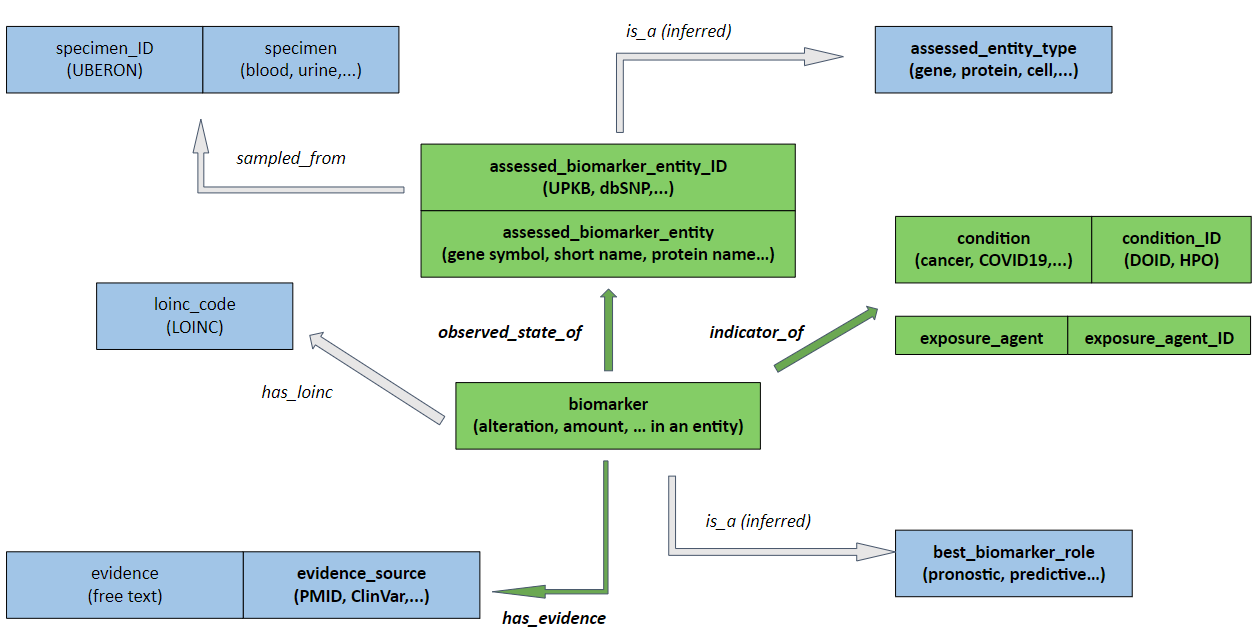 is_a (inferred)
specimen_ID
(UBERON)
specimen
(blood, urine,...)
assessed_entity_type
(gene, protein, cell,...)
sampled_from
assessed_biomarker_entity_ID
(UPKB, dbSNP,...)
assessed_biomarker_entity
(gene symbol, short name, protein name...)
condition
(cancer, COVID19,...)
condition_ID
(DOID, HPO)
loinc_code
(LOINC)
observed_state_of
indicator_of
exposure_agent
exposure_agent_ID
has_loinc
biomarker
(alteration, amount, ... in an entity)
is_a (inferred)
best_biomarker_role
(pronostic, predictive...)
evidence
(free text)
evidence_source
(PMID, ClinVar,...)
has_evidence